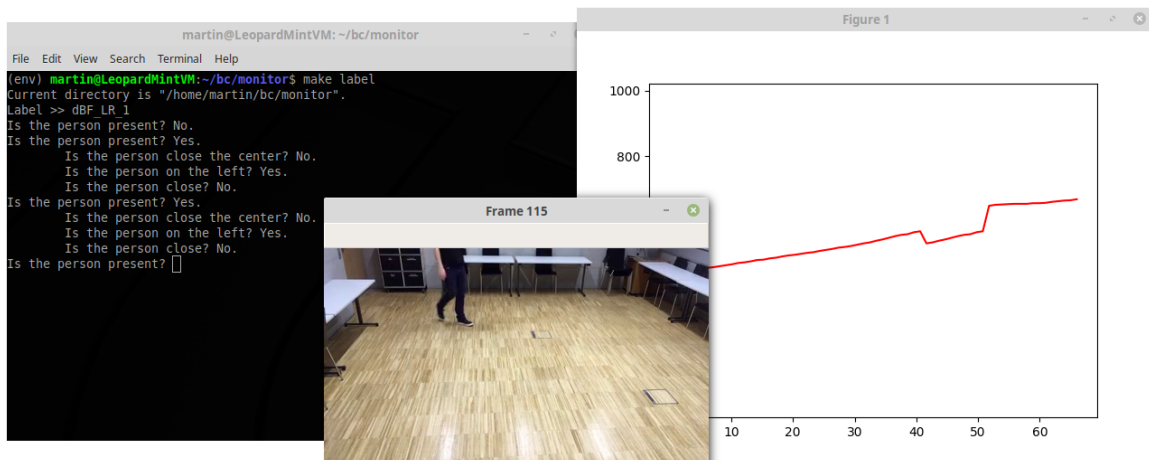 martin@LeopardMintVM: ~/bc/monitor
File Edit View Search Terminal Help
(env) martin@LeopardMintVM:~/bc/monitor$ make label
Current directory is "/home/martin/bc/monitor".
Label >> dBF_LR_1
Is the person present? No.
Is the person present? Yes.
Is the person close the center? No.
Is the person on the left? Yes.
Is the person close? No.
Is the person present? Yes.
Is the person close the center? No.
Is the person on the left? Yes.
Is the person close? No.
Is the person present?
Frame 115
Figure 1
1000
800
10 20 30 40 50 60